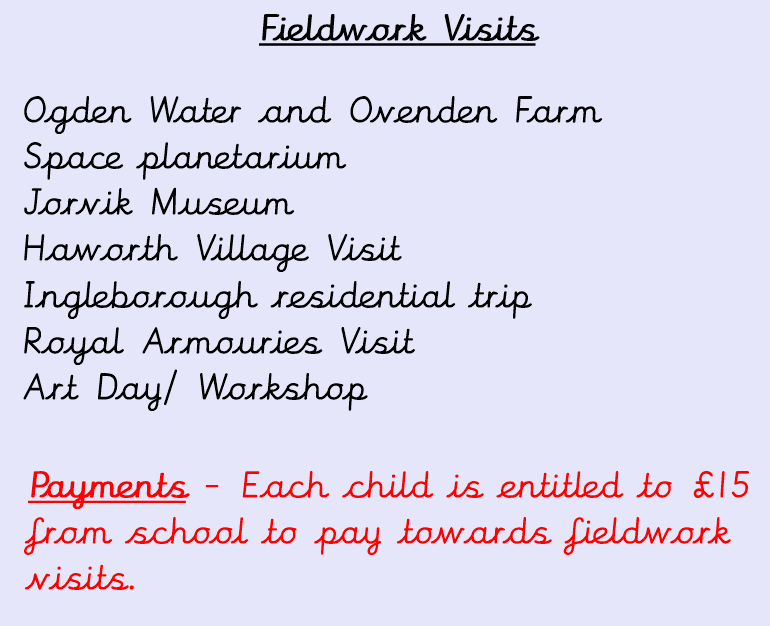 Fieldwork Visits
Ogden Water and Ovenden Farm
Space planetarium
Jorvik Museum
Haworth Village Visit
Ingleborough residential trip
Royal Armouries Visit
Art Day/ Workshop
Payments - Each child is entitled to £15
from school to pay towards fieldwork
visits.